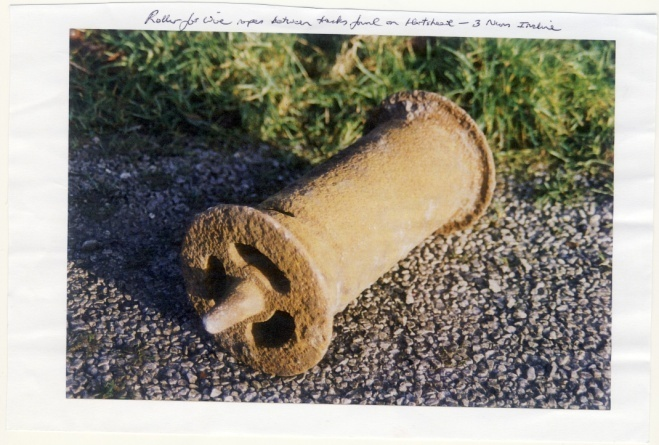 Roller for wire ropes between tracks found on Hartshead – 3 Nuns Incline